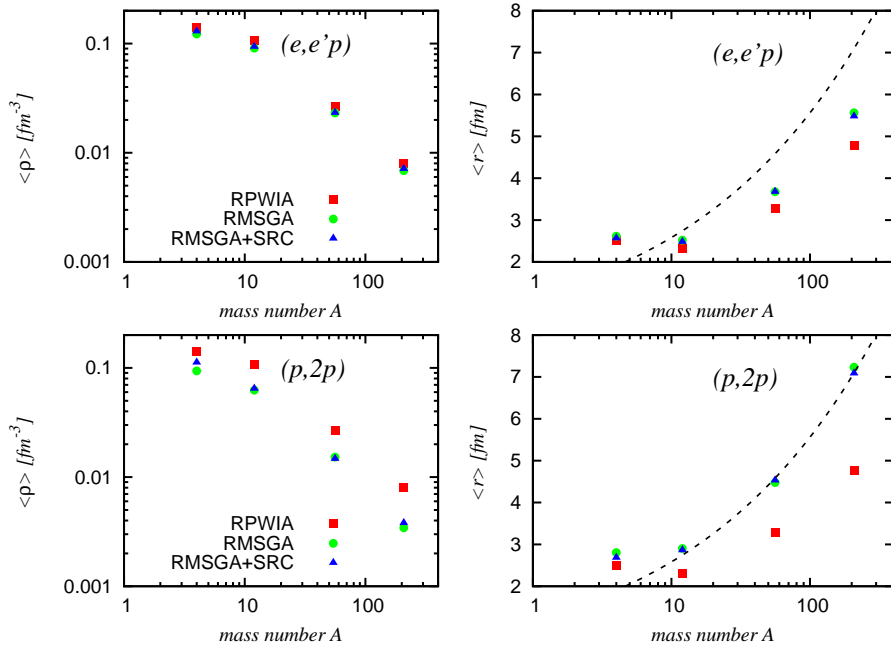 0.1
0.01
0.001
<ρ> [fm⁻³]
(e,e’p)
RPWIA
RMSGA
RMSGA+SRC
1 10 100
mass number A
8
7
6
5
4
3
2
<r> [fm]
(e,e’p)
1 10 100
mass number A
0.1
0.01
0.001
<ρ> [fm⁻³]
(p,2p)
RPWIA
RMSGA
RMSGA+SRC
1 10 100
mass number A
8
7
6
5
4
3
2
<r> [fm]
(p,2p)
1 10 100
mass number A